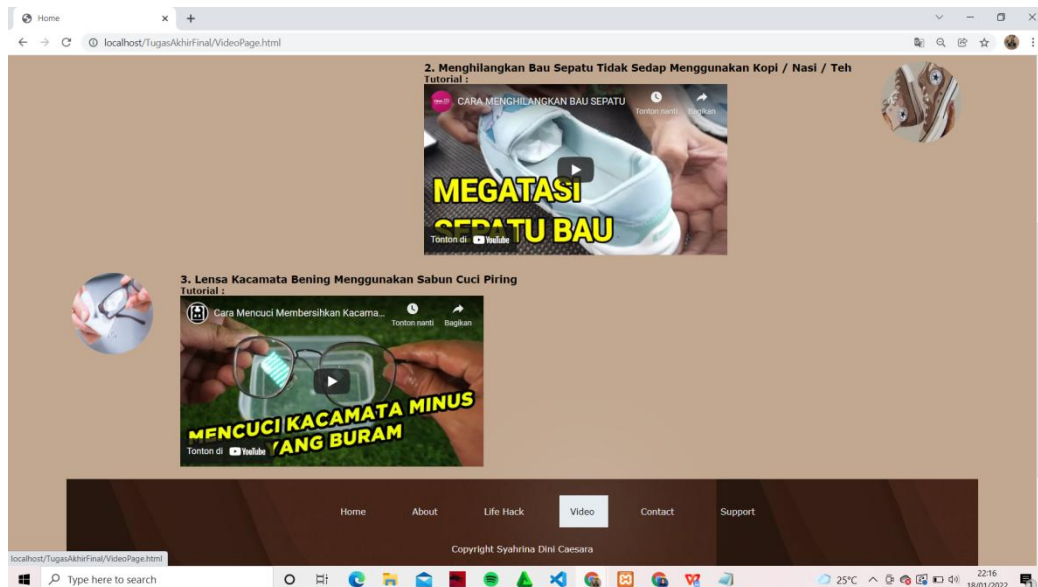 Home
localhost/TugasAkhirFinal/VideoPage.html
2. Menghilangkan Bau Sepatu Tidak Sedap Menggunakan Kopi / Nasi / Teh
Tutorial :
CARA MENGHILANGKAN BAU SEPATU
Tonton nanti
Bagikan
MEGATASI
SEPATU BAU
Tonton di YouTube
3. Lensa Kacamata Bening Menggunakan Sabun Cuci Piring
Tutorial :
Cara Mencuci Membersihkan Kacama...
Tonton nanti
Bagikan
MENCUCI KACAMATA MINUS
YANG BURAM
Tonton di YouTube
Home About Life Hack Video Contact Support
Copyright Syahrina Dini Caesara
localhost/TugasAkhirFinal/VideoPage.html
Type here to search
25°C
22:16
18/01/2022